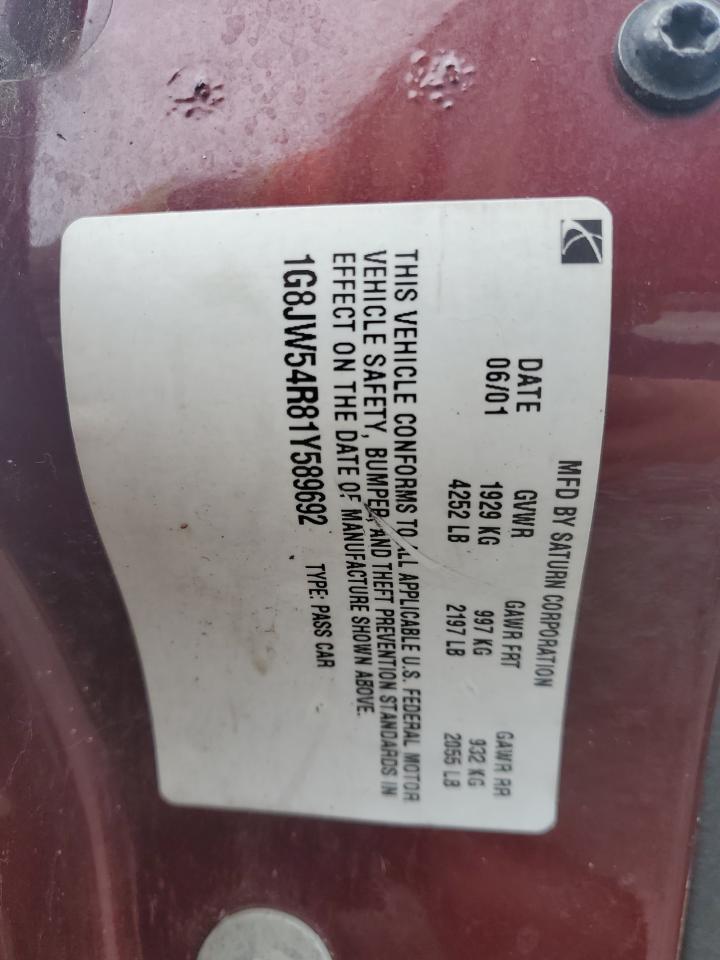 MFD BY SATURN CORPORATION
DATE GVWR GAWR FRT GAWR RR
06/01 1929 KG 997 KG 932 KG
4252 LB 2197 LB 2055 LB
THIS VEHICLE CONFORMS TO ALL APPLICABLE U.S. FEDERAL MOTOR
VEHICLE SAFETY, BUMPER, AND THEFT PREVENTION STANDARDS IN
EFFECT ON THE DATE OF MANUFACTURE SHOWN ABOVE.
1G8JW54R81Y589692 TYPE: PASS CAR